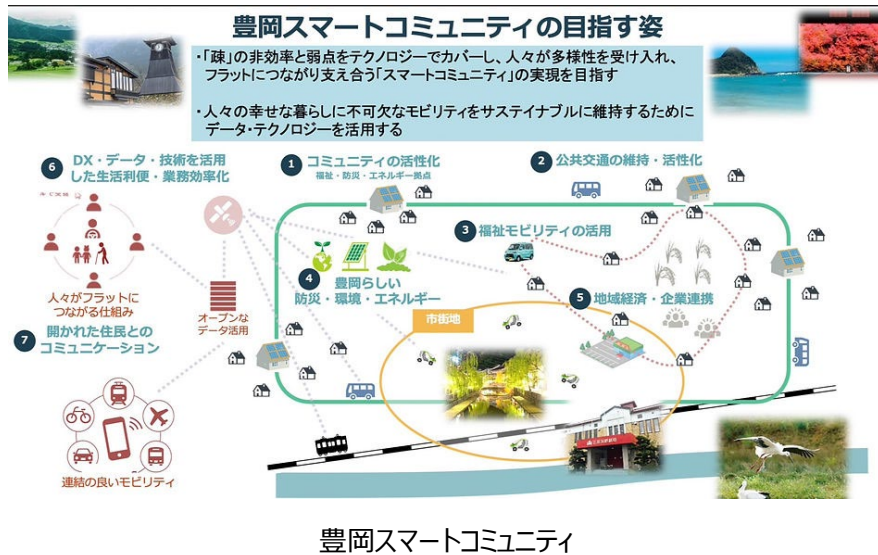 豊岡スマートコミュニティの目指す姿
・「疎」の非効率と弱点をテクノロジーでカバーし、人々が多様性を受け入れ、
フラットにつながり支え合う「スマートコミュニティ」の実現を目指す
・人々の幸せな暮らしに不可欠なモビリティをサステイナブルに維持するために
データ・テクノロジーを活用する
6 DX・データ・技術を活用
した生活利便・業務効率化
1 コミュニティの活性化
福祉・防災・エネルギー拠点
2 公共交通の維持・活性化
3 福祉モビリティの活用
4 豊岡らしい
防災・環境・エネルギー
5 地域経済・企業連携
人々がフラットに
つながる仕組み
オープンな
データ活用
市街地
7 開かれた住民との
コミュニケーション
連結の良いモビリティ
豊岡スマートコミュニティ